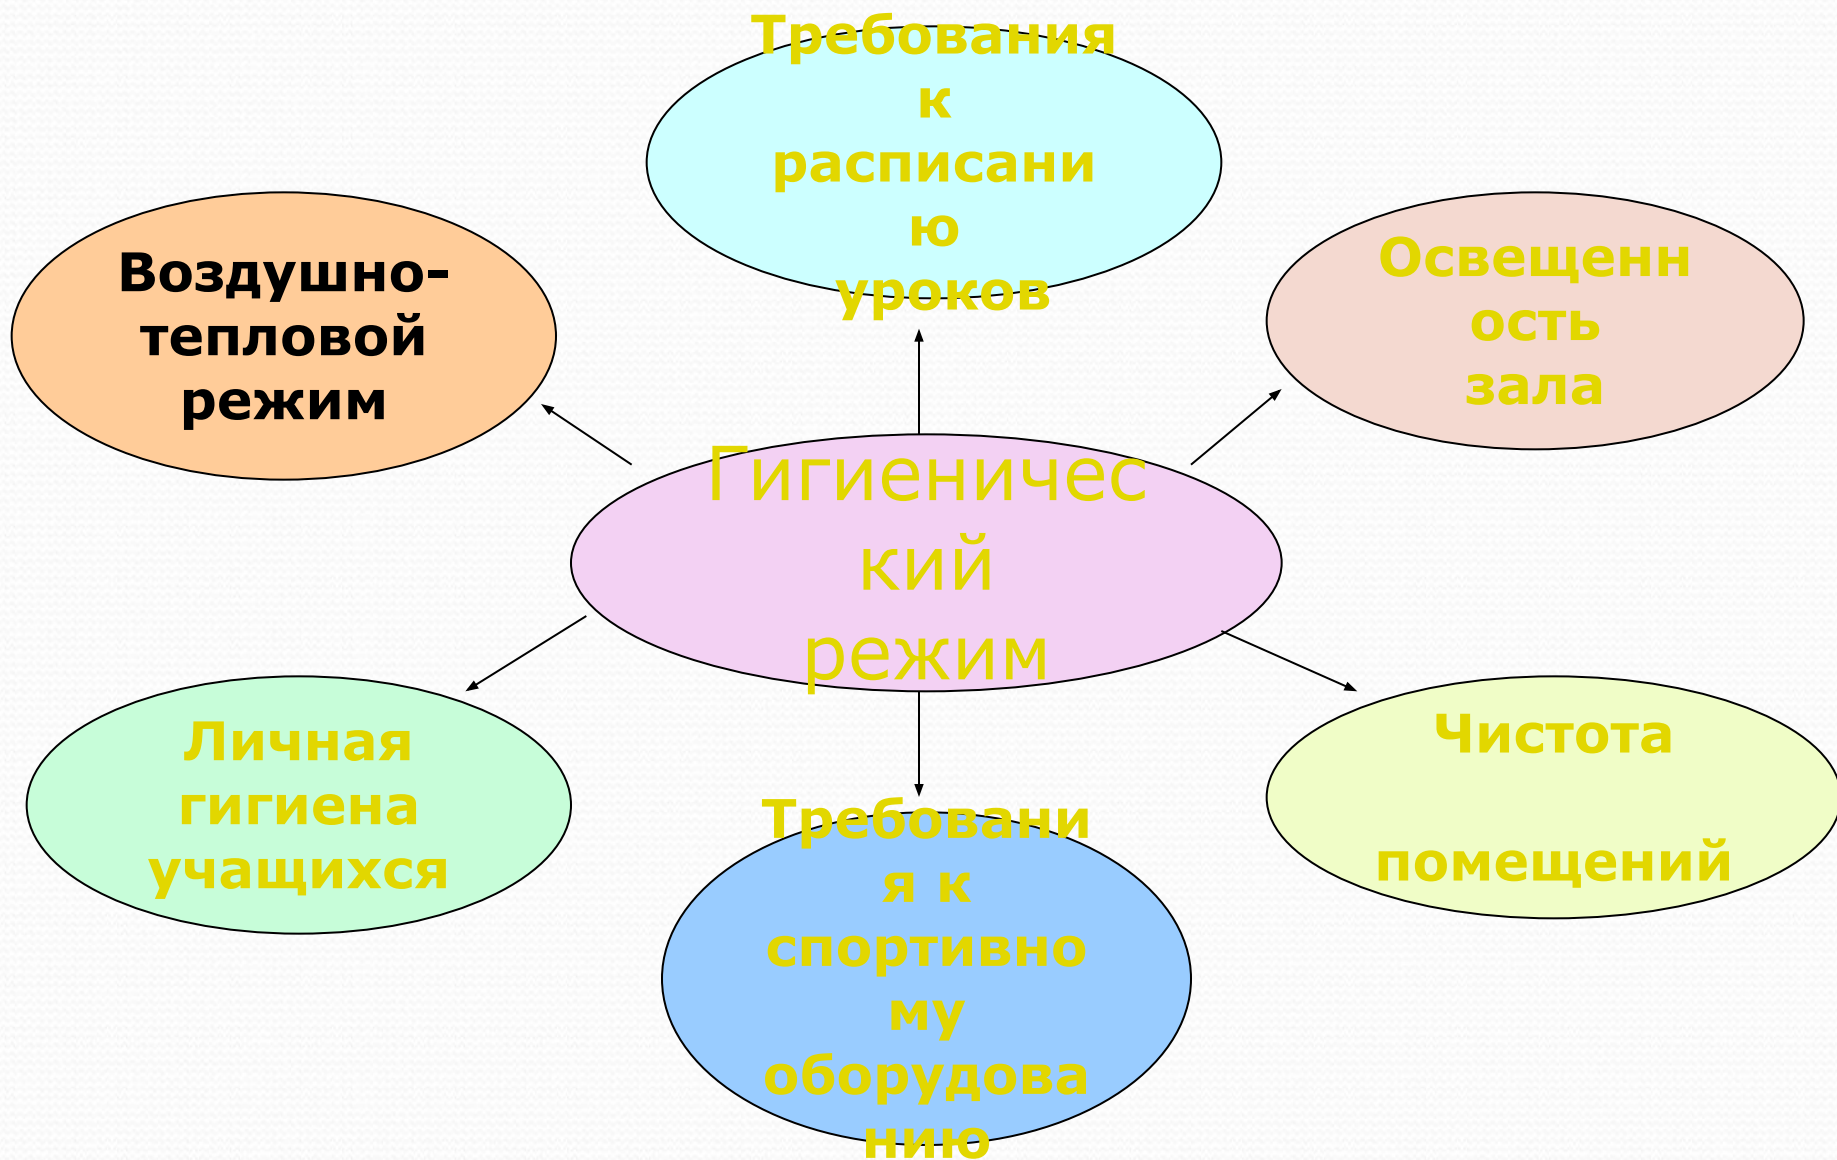 Требования
к
расписани
ю
уроков
Воздушно-
тепловой
режим
Освещенн
ость
зала
Гигиеничес
кий
режим
Личная
гигиена
учащихся
Чистота
помещений
Требовани
я к
спортивно
му
оборудова
нию